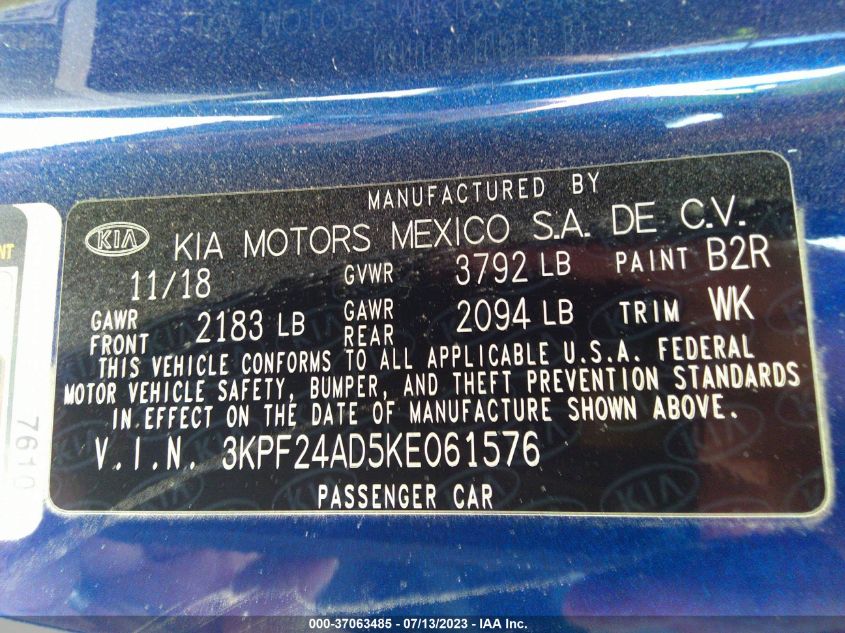 MANUFACTURED BY
KIA KIA MOTORS MEXICO S.A. DE C.V.
11/18 GVWR 3792 LB PAINT B2R
GAWR FRONT 2183 LB GAWR REAR 2094 LB TRIM WK
THIS VEHICLE CONFORMS TO ALL APPLICABLE U.S.A. FEDERAL
MOTOR VEHICLE SAFETY, BUMPER, AND THEFT PREVENTION STANDARDS
IN EFFECT ON THE DATE OF MANUFACTURE SHOWN ABOVE.
V.I.N. 3KPF24AD5KE061576
PASSENGER CAR
NT
7610
000-37063485 - 07/13/2023 - IAA Inc.